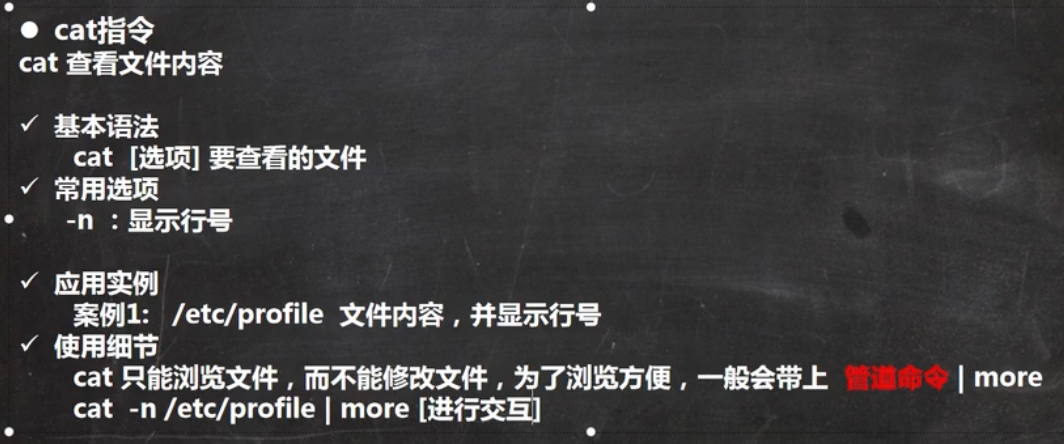 ● cat指令
cat 查看文件内容
✓ 基本语法
cat [选项] 要查看的文件
✓ 常用选项
-n ：显示行号
✓ 应用实例
案例1: /etc/profile 文件内容，并显示行号
✓ 使用细节
cat 只能浏览文件，而不能修改文件，为了浏览方便，一般会带上 管道命令 | more
cat -n /etc/profile | more [进行交互]